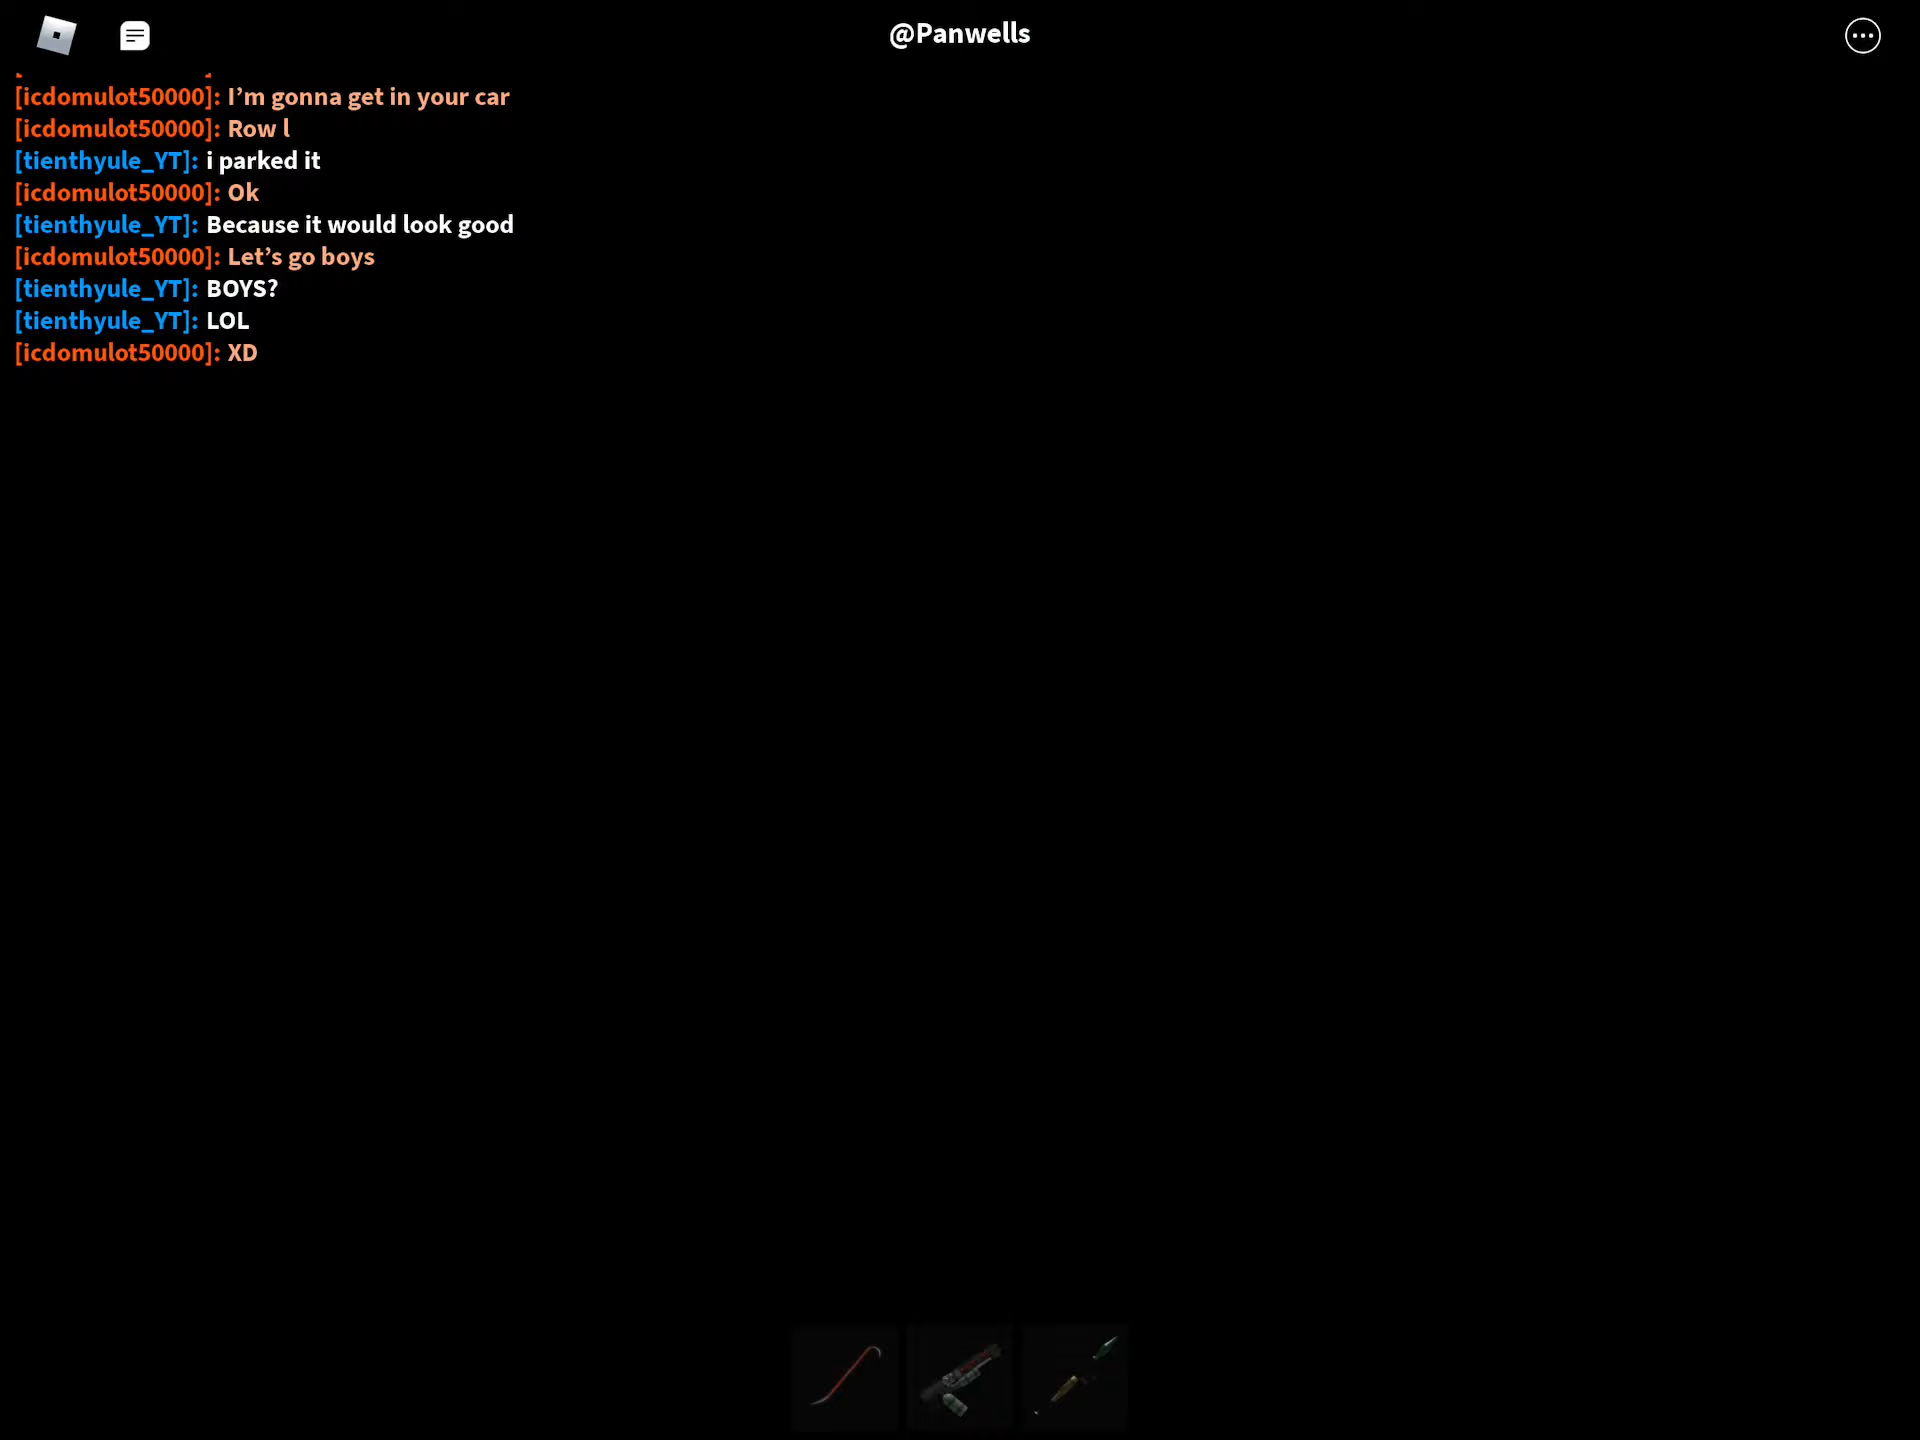 @Panwells
[icdomulot50000]: I’m gonna get in your car
[icdomulot50000]: Row l
[tienthyule_YT]: i parked it
[icdomulot50000]: Ok
[tienthyule_YT]: Because it would look good
[icdomulot50000]: Let’s go boys
[tienthyule_YT]: BOYS?
[tienthyule_YT]: LOL
[icdomulot50000]: XD